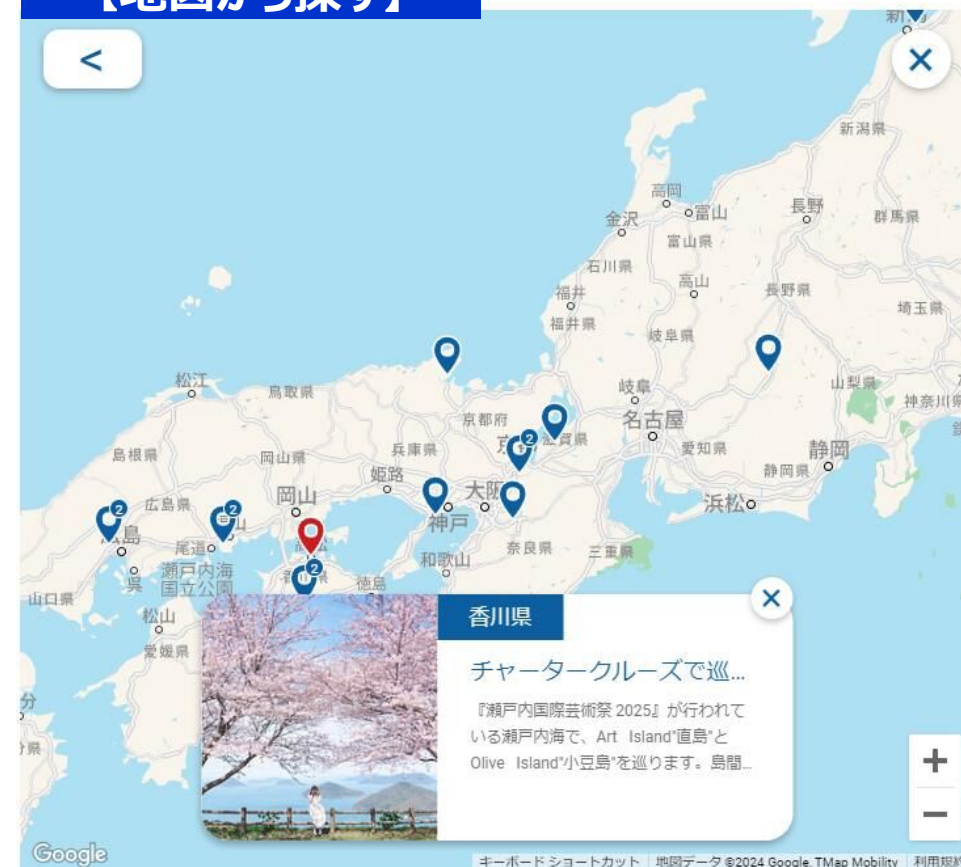 【地図から探す】
<
×
新潟県
高岡
富山
金沢
長野
群馬県
富山県
石川県
高山
福井
長野県
埼玉県
福井県
岐阜県
松江
鳥取県
岐阜
山梨県
神奈川県
京都府
名古屋
2
滋賀県
愛知県
静岡
島根県
岡山県
兵庫県
姫路
静岡県
岡山
大阪
浜松
2
広島県
2
神戸
尾道
奈良県
三重県
和歌山
2
呉
瀬戸内海
国立公園
徳島
山口県
松山
愛媛県
×
香川県
チャータークルーズで巡...
『瀬戸内国際芸術祭 2025』が行われて
いる瀬戸内海で、Art Island"直島"と
Olive Island"小豆島"を巡ります。島間...
+
−
Google
キーボード ショートカット
地図データ ©2024 Google, TMap Mobility